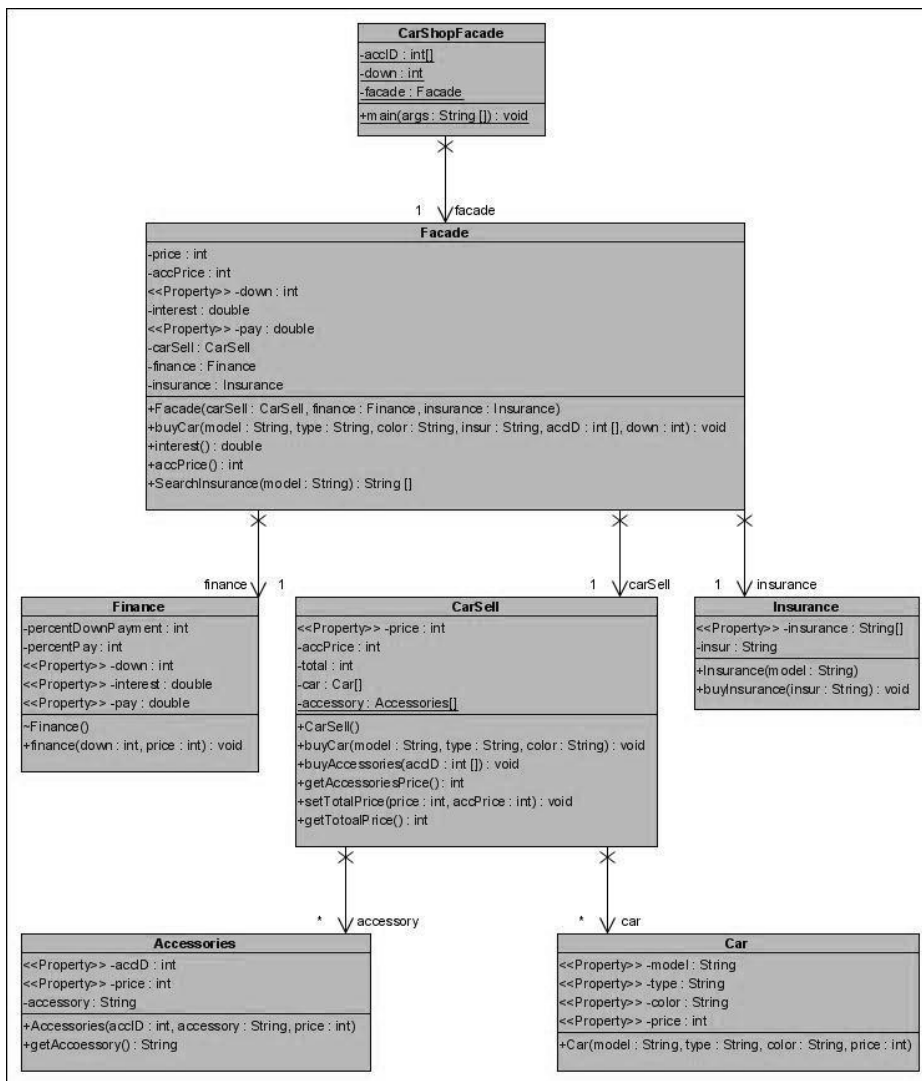 CarShopFacade
-accID : int[]
-down : int
-facade : Facade
+main(args : String []) : void
1 facade
Facade
-price : int
-accPrice : int
<<Property>> -down : int
-interest : double
<<Property>> -pay : double
-carSell : CarSell
-finance : Finance
-insurance : Insurance
+Facade(carSell : CarSell, finance : Finance, insurance : Insurance)
+buyCar(model : String, type : String, color : String, insur : String, accID : int [], down : int) : void
+interest() : double
+accPrice() : int
+SearchInsurance(model : String) : String []
finance 1
1 carSell
1 insurance
Finance
-percentDownPayment : int
-percentPay : int
<<Property>> -down : int
<<Property>> -interest : double
<<Property>> -pay : double
~Finance()
+finance(down : int, price : int) : void
CarSell
<<Property>> -price : int
-accPrice : int
-total : int
-car : Car[]
-accessory : Accessories[]
+CarSell()
+buyCar(model : String, type : String, color : String) : void
+buyAccessories(accID : int []) : void
+getAccessoriesPrice() : int
+setTotalPrice(price : int, accPrice : int) : void
+getTotoalPrice() : int
Insurance
<<Property>> -insurance : String[]
-insur : String
+Insurance(model : String)
+buyInsurance(insur : String) : void
* accessory
* car
Accessories
<<Property>> -accID : int
<<Property>> -price : int
-accessory : String
+Accessories(accID : int, accessory : String, price : int)
+getAccoessory() : String
Car
<<Property>> -model : String
<<Property>> -type : String
<<Property>> -color : String
<<Property>> -price : int
+Car(model : String, type : String, color : String, price : int)